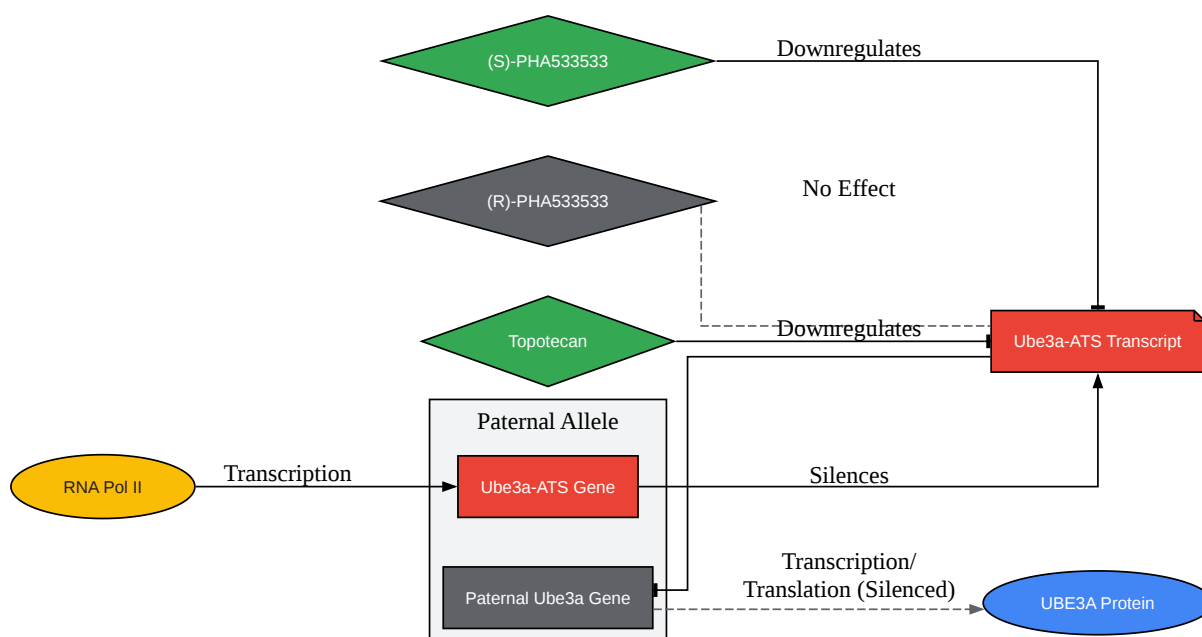 (S)-PHA533533
Downregulates
(R)-PHA533533
No Effect
Topotecan
Downregulates
Ube3a-ATS Transcript
Paternal Allele
RNA Pol II
Transcription
Ube3a-ATS Gene
Silences
Paternal Ube3a Gene
Transcription/
Translation (Silenced)
UBE3A Protein